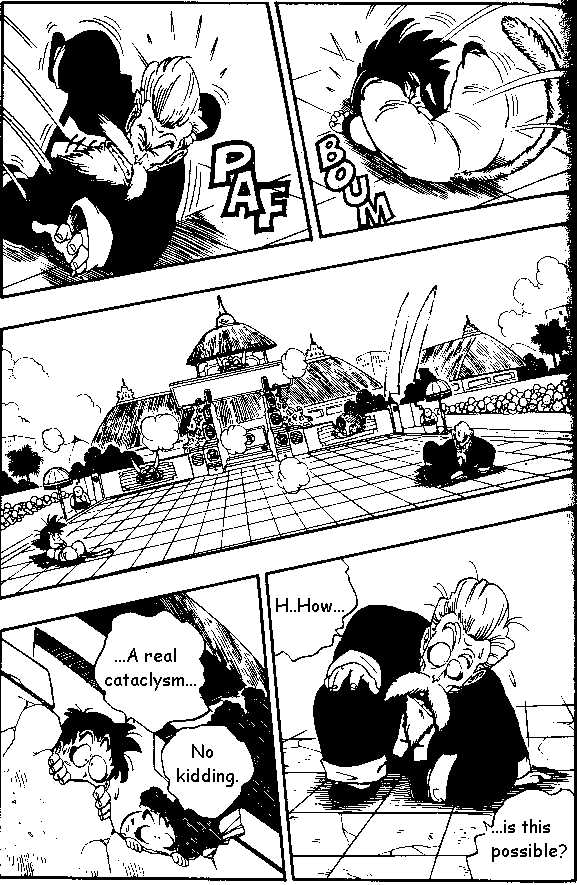 PAF
BOUM
...A real
cataclysm...
No
kidding.
H..How...
...is this
possible?